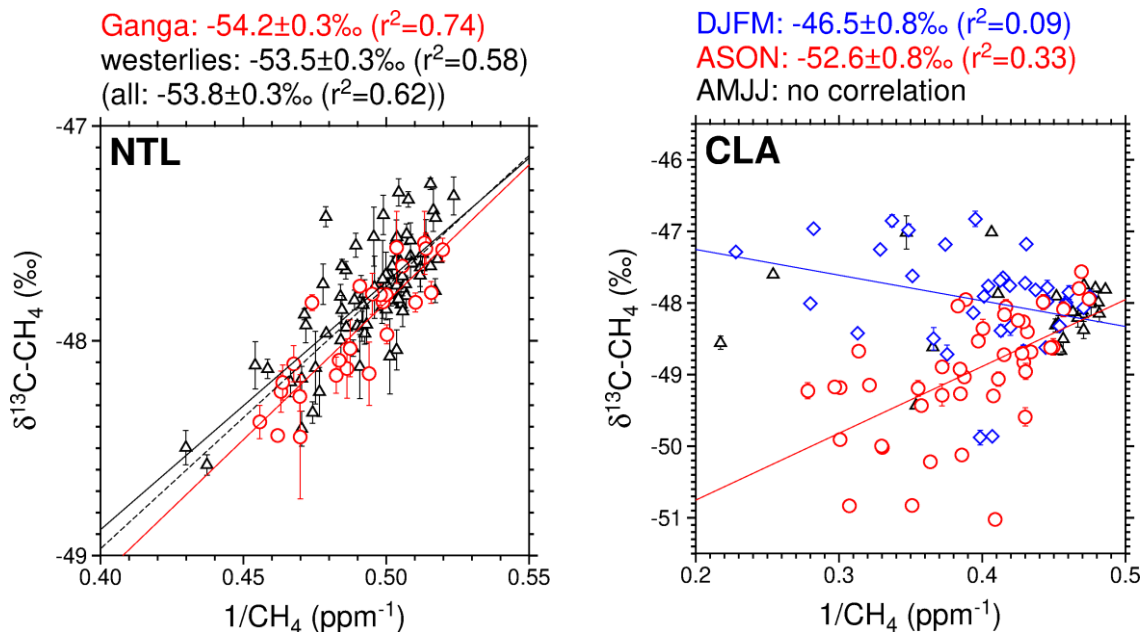 Ganga: -54.2±0.3‰ (r²=0.74)
westerlies: -53.5±0.3‰ (r²=0.58)
(all: -53.8±0.3‰ (r²=0.62))
NTL
-47
-48
-49
δ¹³C-CH₄ (‰)
0.40 0.45 0.50 0.55
1/CH₄ (ppm⁻¹)
DJFM: -46.5±0.8‰ (r²=0.09)
ASON: -52.6±0.8‰ (r²=0.33)
AMJJ: no correlation
CLA
-46
-47
-48
-49
-50
-51
δ¹³C-CH₄ (‰)
0.2 0.3 0.4 0.5
1/CH₄ (ppm⁻¹)